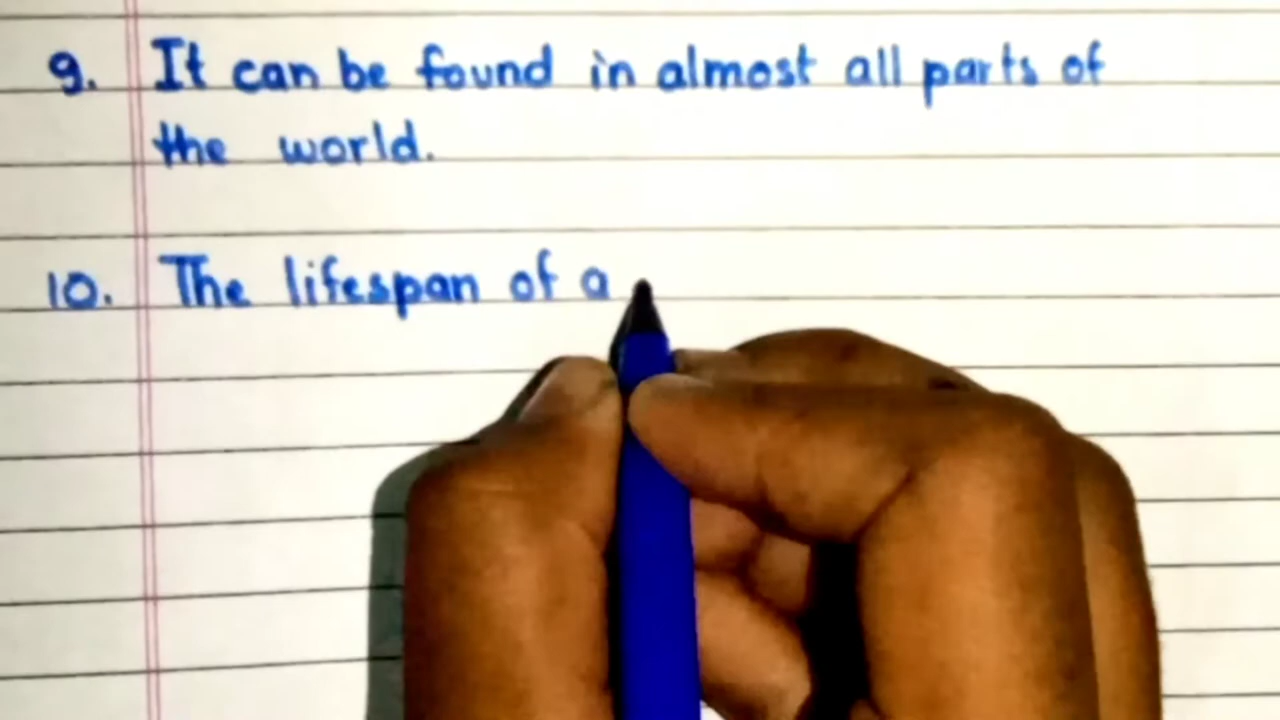 9. It can be found in almost all parts of
the world.
10. The lifespan of a